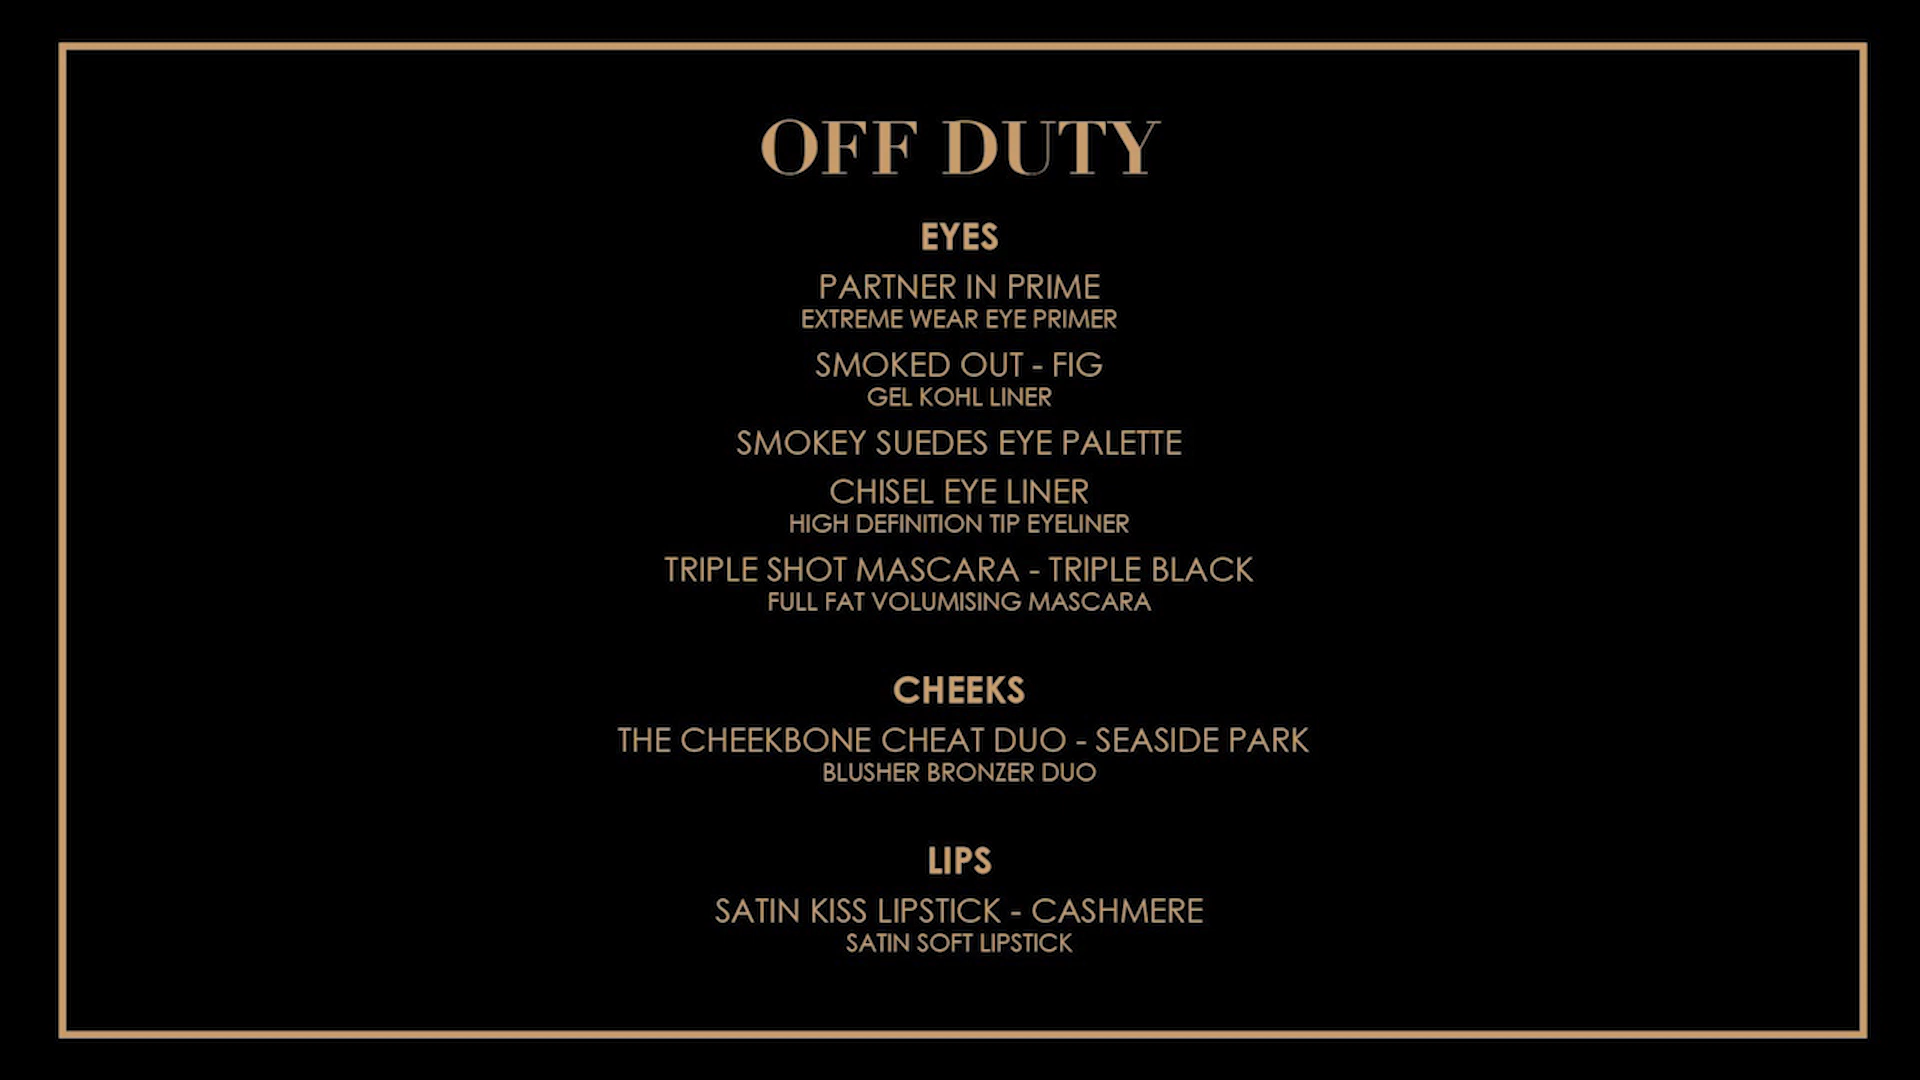 OFF DUTY
EYES
PARTNER IN PRIME
EXTREME WEAR EYE PRIMER
SMOKED OUT - FIG
GEL KOHL LINER
SMOKEY SUEDES EYE PALETTE
CHISEL EYE LINER
HIGH DEFINITION TIP EYELINER
TRIPLE SHOT MASCARA - TRIPLE BLACK
FULL FAT VOLUMISING MASCARA
CHEEKS
THE CHEEKBONE CHEAT DUO - SEASIDE PARK
BLUSHER BRONZER DUO
LIPS
SATIN KISS LIPSTICK - CASHMERE
SATIN SOFT LIPSTICK